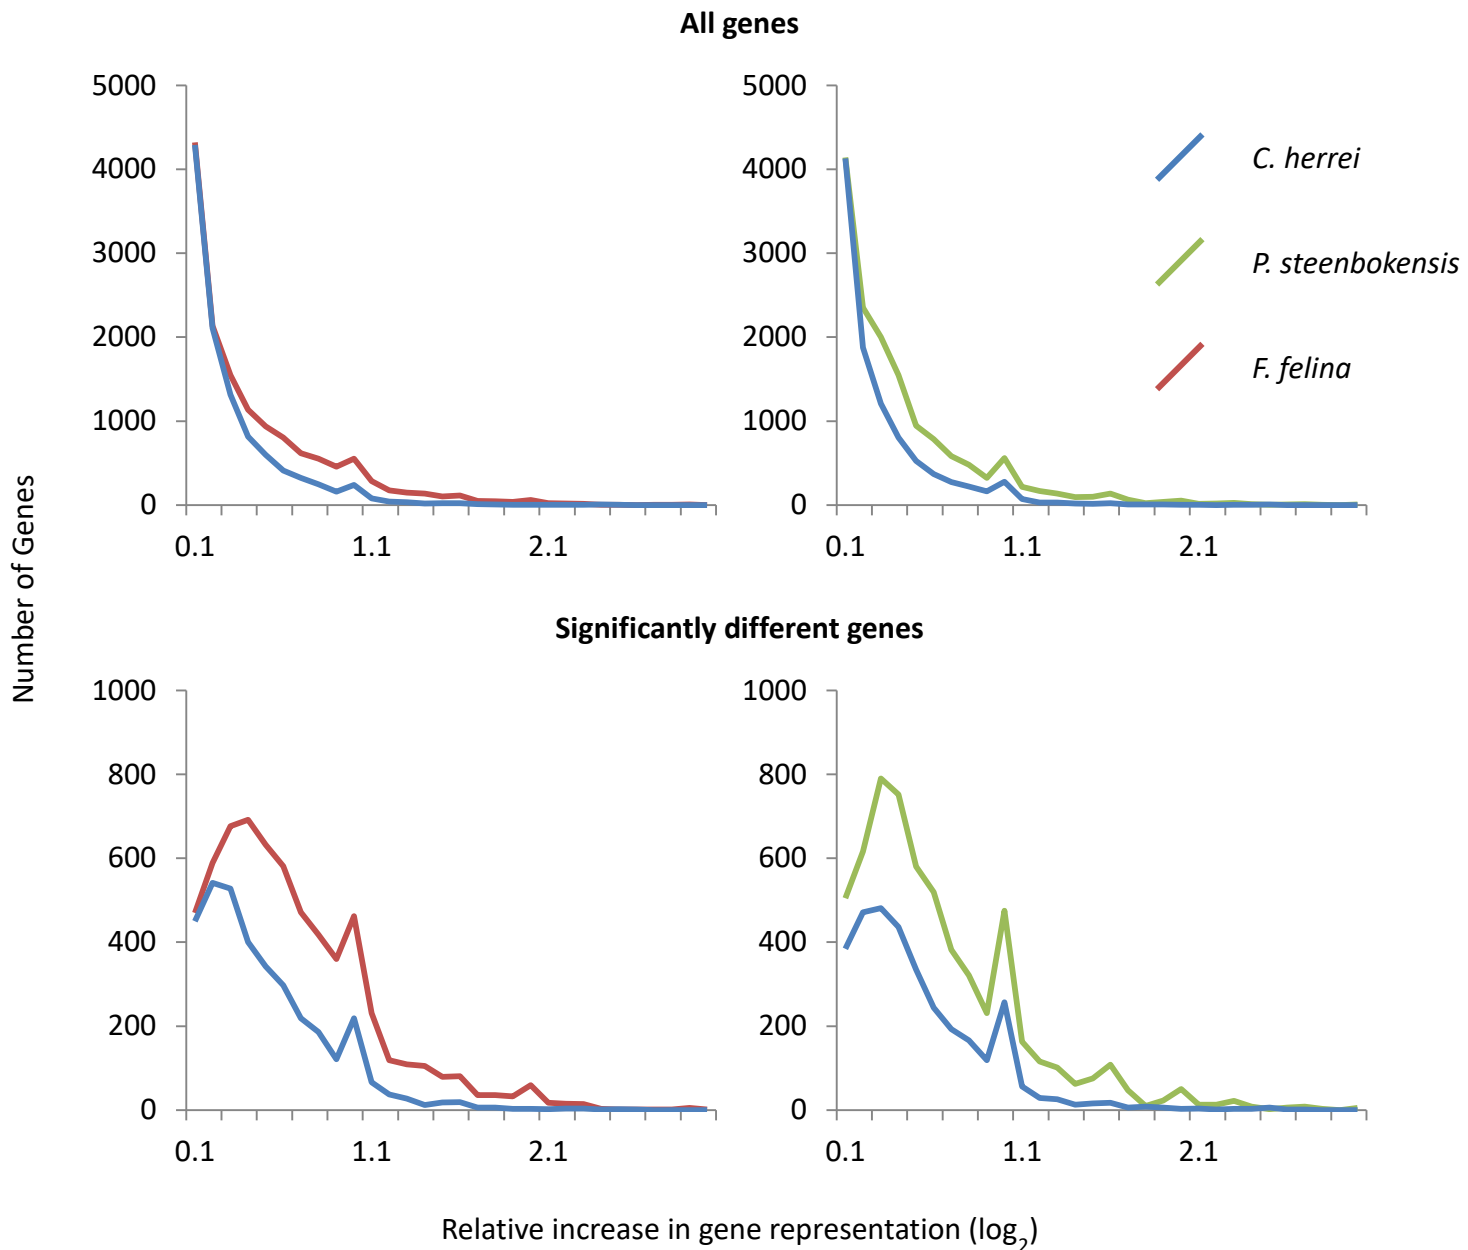 All genes
5000
4000
3000
2000
1000
0
0.1 1.1 2.1
5000
4000
3000
2000
1000
0
0.1 1.1 2.1
C. herrei
P. steenbokensis
F. felina
Number of Genes
Significantly different genes
1000
800
600
400
200
0
0.1 1.1 2.1
1000
800
600
400
200
0
0.1 1.1 2.1
Relative increase in gene representation (log2)